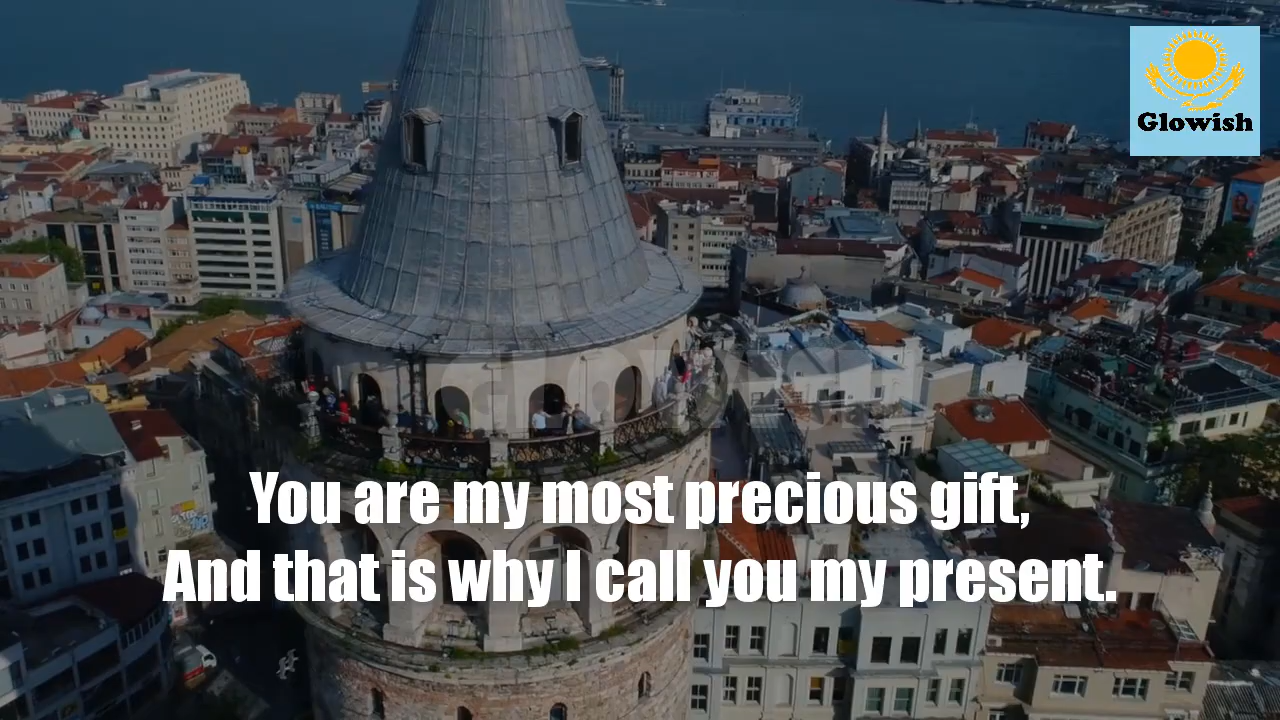 Glowish
You are my most precious gift,
And that is why I call you my present.